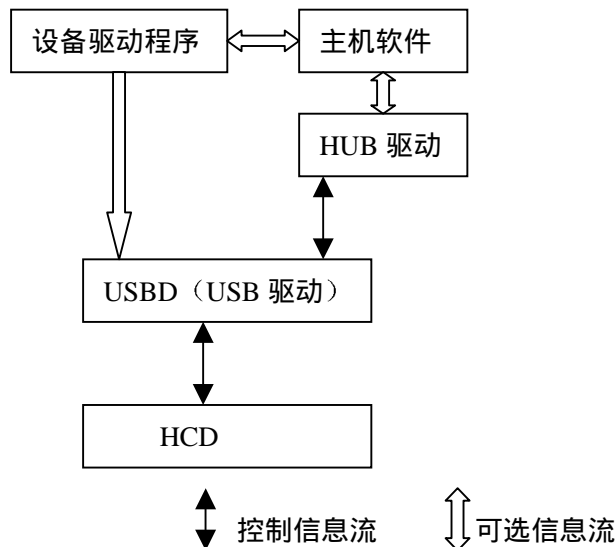 设备驱动程序
主机软件
HUB 驱动
USBD（USB 驱动）
HCD
控制信息流
可选信息流